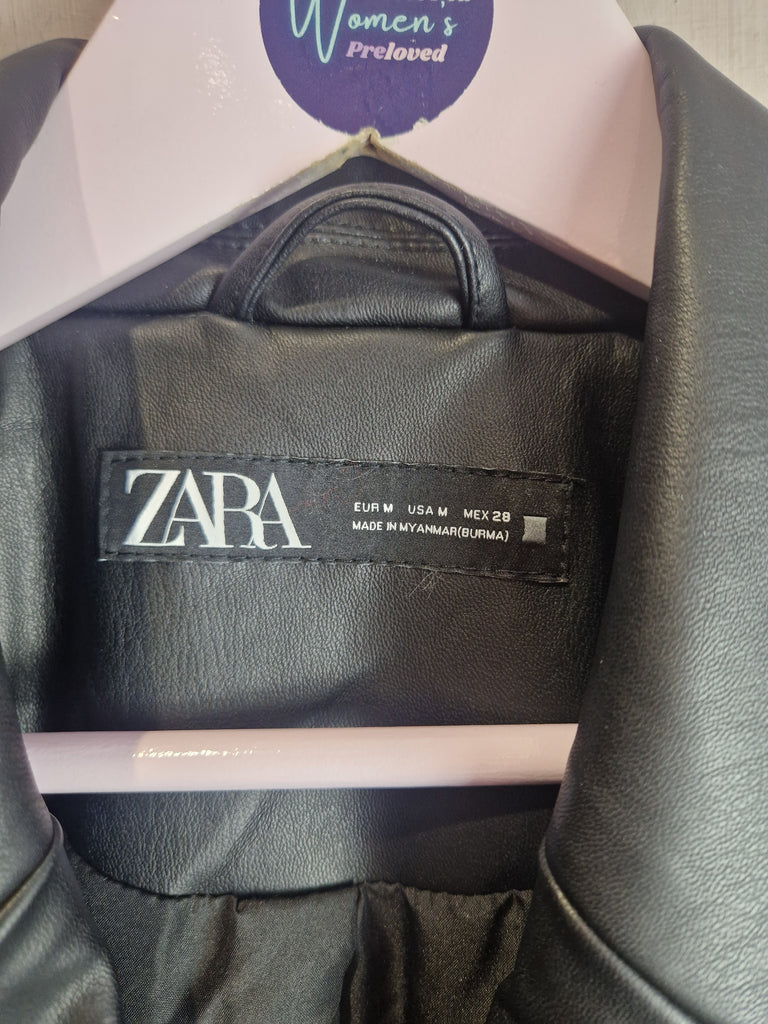 Women's
Preloved
ZARA
EUR M USA M MEX 28
MADE IN MYANMAR(BURMA)